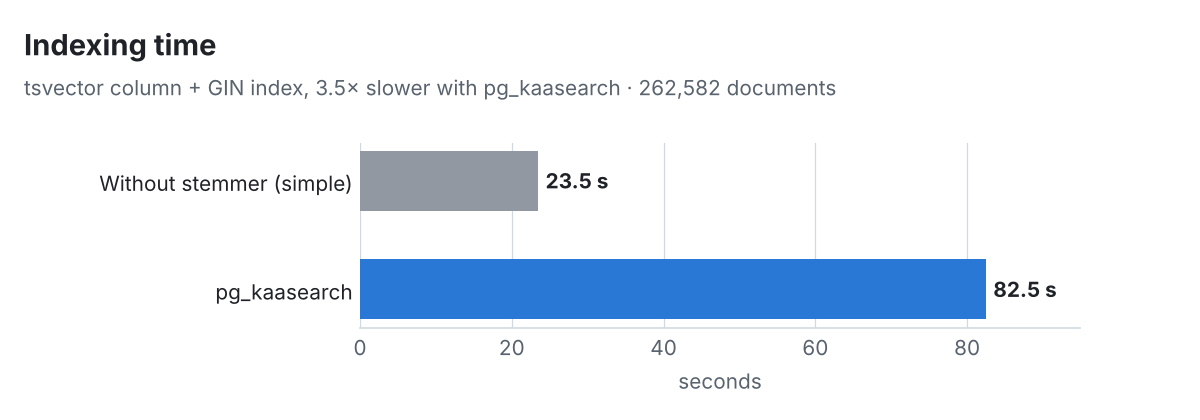 Indexing time
tsvector column + GIN index, 3.5× slower with pg_kaasearch · 262,582 documents
Without stemmer (simple)
23.5 s
pg_kaasearch
82.5 s
0 20 40 60 80
seconds